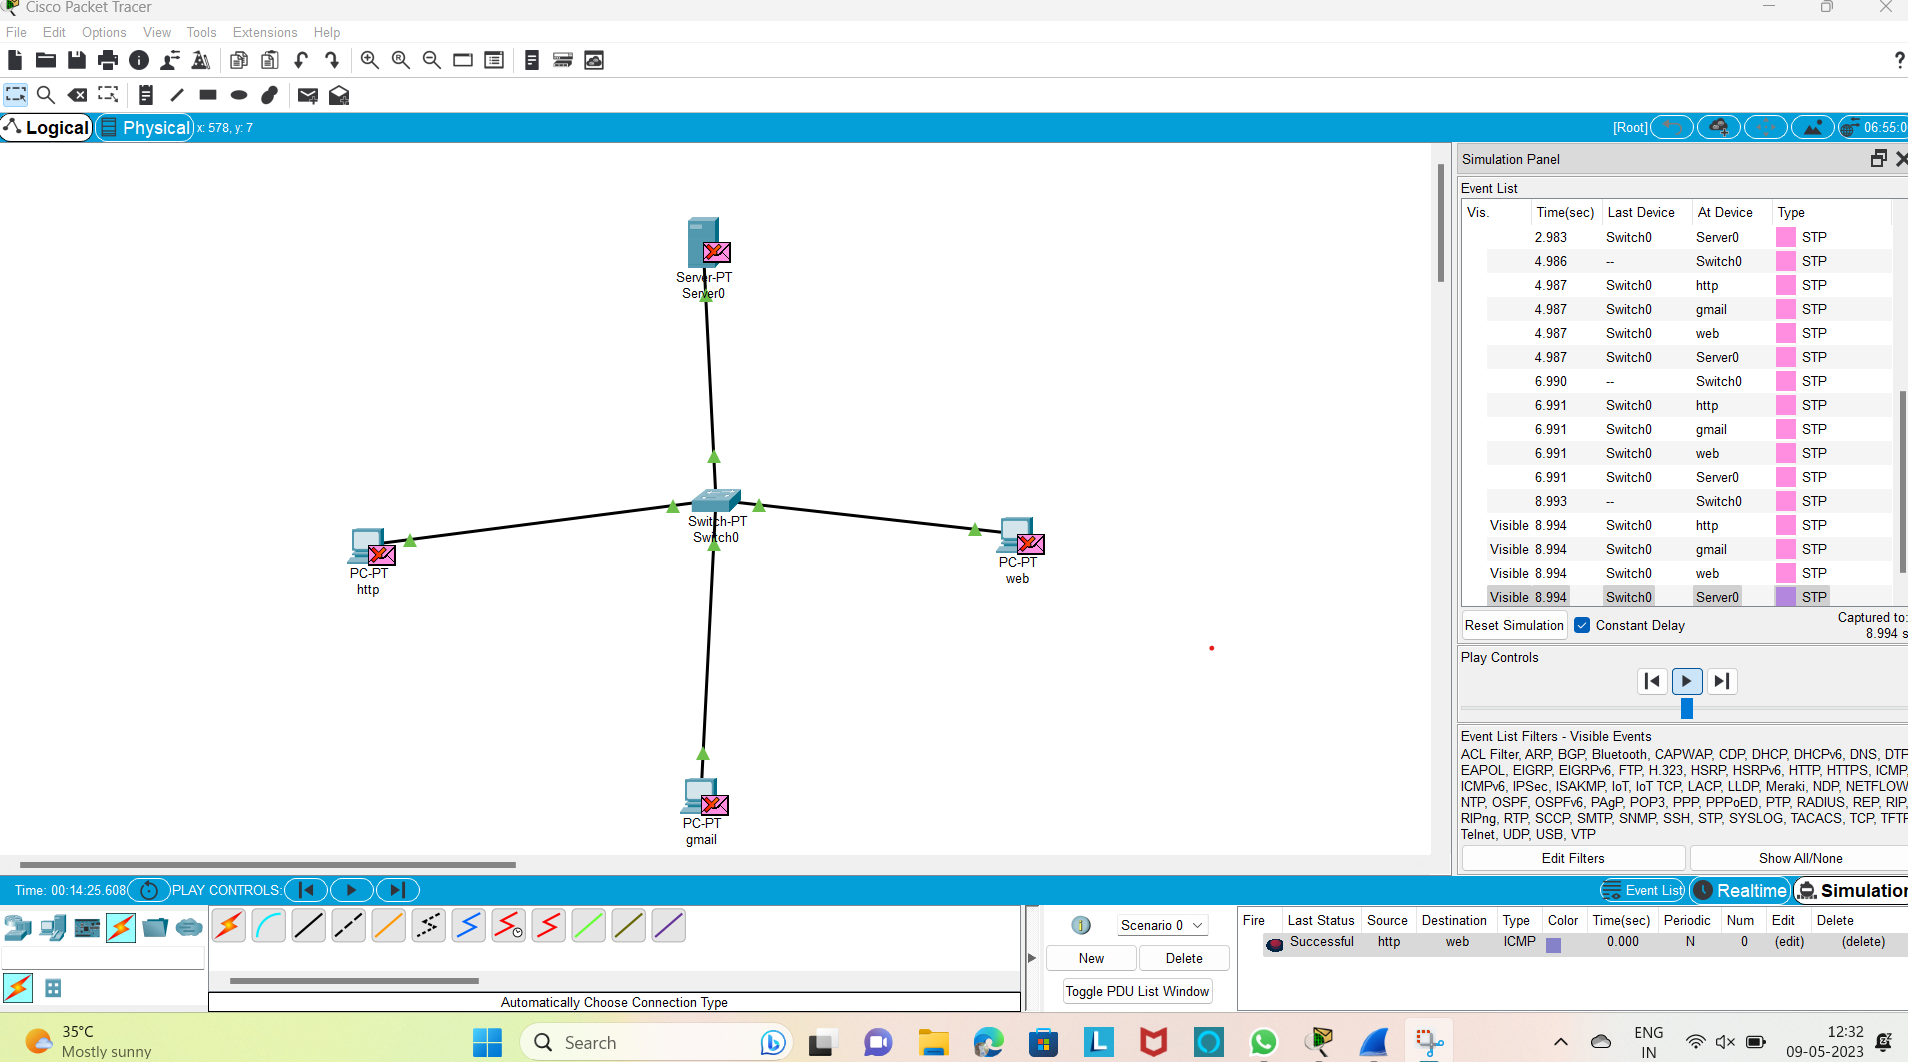 Cisco Packet Tracer
File Edit Options View Tools Extensions Help
?
Logical Physical x: 578, y: 7 [Root] 06:55:0
Server-PT
Server0
Switch-PT
Switch0
PC-PT
http
PC-PT
web
PC-PT
gmail
Simulation Panel
Event List
Vis. Time(sec) Last Device At Device Type
2.983 Switch0 Server0 STP
4.986 -- Switch0 STP
4.987 Switch0 http STP
4.987 Switch0 gmail STP
4.987 Switch0 web STP
4.987 Switch0 Server0 STP
6.990 -- Switch0 STP
6.991 Switch0 http STP
6.991 Switch0 gmail STP
6.991 Switch0 web STP
6.991 Switch0 Server0 STP
8.993 -- Switch0 STP
Visible 8.994 Switch0 http STP
Visible 8.994 Switch0 gmail STP
Visible 8.994 Switch0 web STP
Visible 8.994 Switch0 Server0 STP
Reset Simulation Constant Delay Captured to:
8.994 s
Play Controls
Event List Filters - Visible Events
ACL Filter, ARP, BGP, Bluetooth, CAPWAP, CDP, DHCP, DHCPv6, DNS, DTP
EAPOL, EIGRP, EIGRPv6, FTP, H.323, HSRP, HSRPv6, HTTP, HTTPS, ICMP,
ICMPv6, IPSec, ISAKMP, IoT, IoT TCP, LACP, LLDP, Meraki, NDP, NETFLOW
NTP, OSPF, OSPFv6, PAgP, POP3, PPP, PPPoED, PTP, RADIUS, REP, RIP,
RIPng, RTP, SCCP, SMTP, SNMP, SSH, STP, SYSLOG, TACACS, TCP, TFTP
Telnet, UDP, USB, VTP
Edit Filters Show All/None
Time: 00:14:25.608 PLAY CONTROLS: Event List Realtime Simulation
Automatically Choose Connection Type
Scenario 0
New Delete
Toggle PDU List Window
Fire Last Status Source Destination Type Color Time(sec) Periodic Num Edit Delete
Successful http web ICMP 0.000 N 0 (edit) (delete)
35°C
Mostly sunny
Search
ENG
IN
12:32
09-05-2023